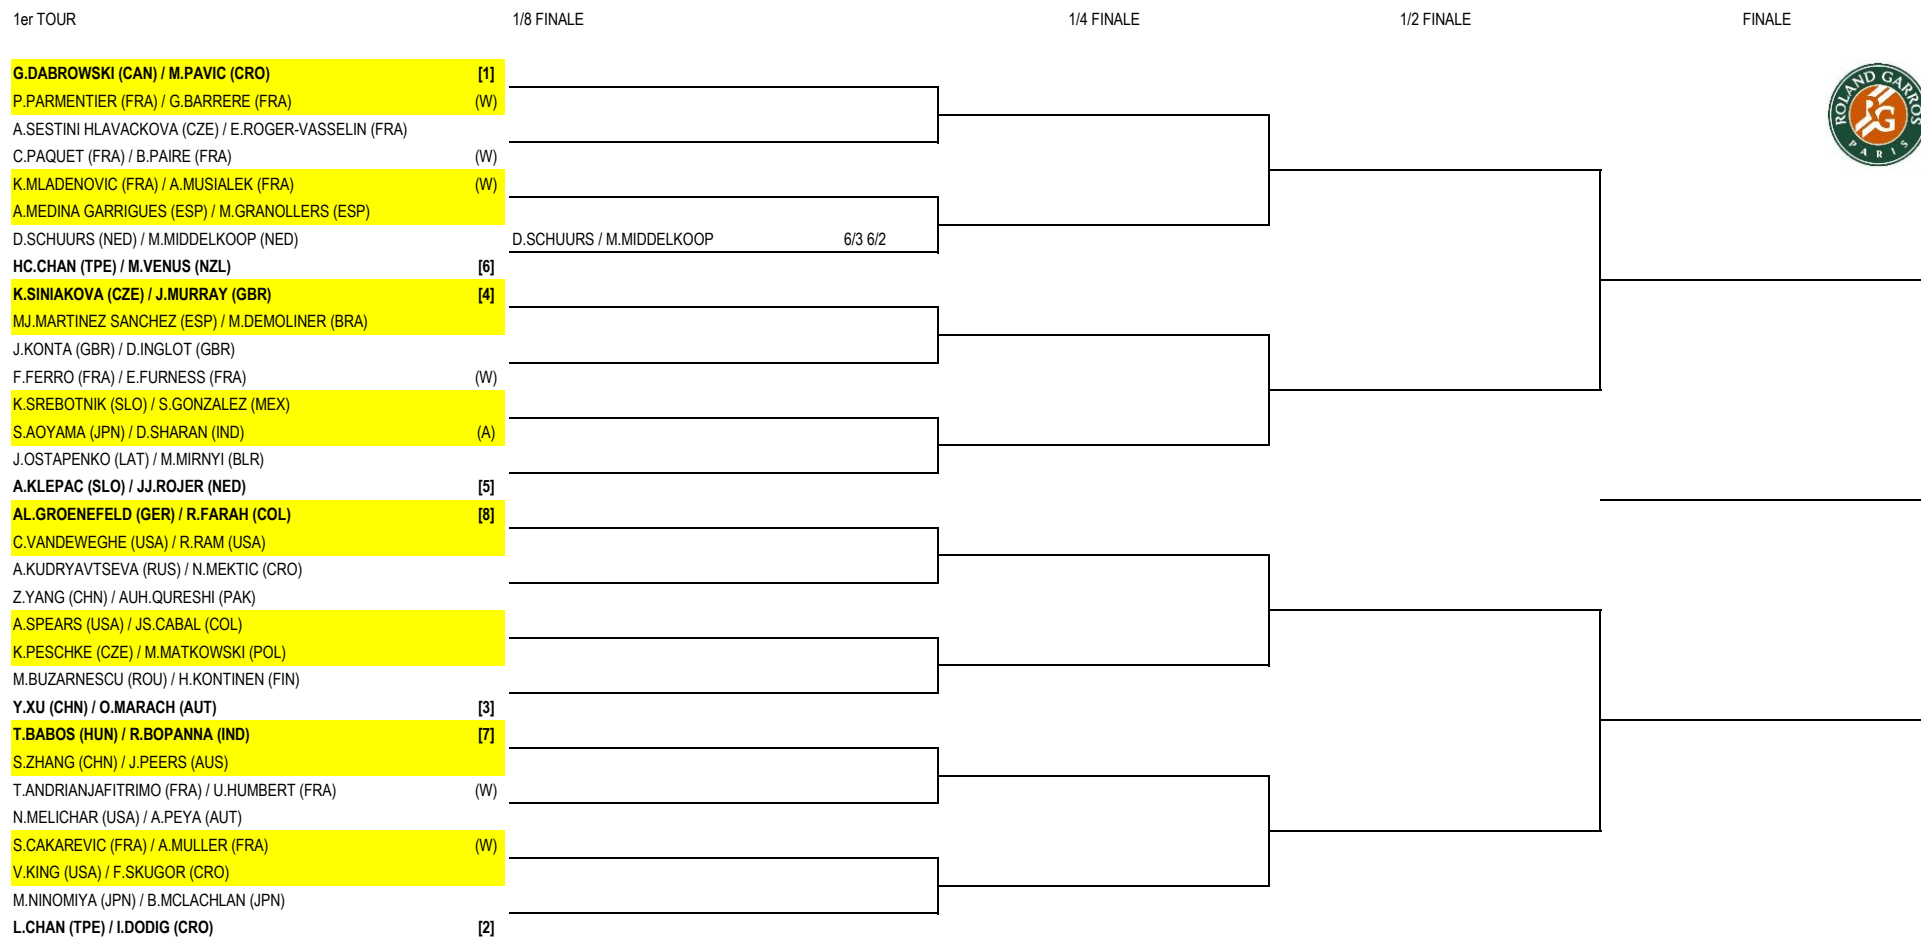 1er TOUR 1/8 FINALE 1/4 FINALE 1/2 FINALE FINALE
G.DABROWSKI (CAN) / M.PAVIC (CRO) [1]
P.PARMENTIER (FRA) / G.BARRERE (FRA) (W)
A.SESTINI HLAVACKOVA (CZE) / E.ROGER-VASSELIN (FRA)
C.PAQUET (FRA) / B.PAIRE (FRA) (W)
K.MLADENOVIC (FRA) / A.MUSIALEK (FRA) (W)
A.MEDINA GARRIGUES (ESP) / M.GRANOLLERS (ESP)
D.SCHUURS (NED) / M.MIDDELKOOP (NED) D.SCHUURS / M.MIDDELKOOP 6/3 6/2
HC.CHAN (TPE) / M.VENUS (NZL) [6]
K.SINIAKOVA (CZE) / J.MURRAY (GBR) [4]
MJ.MARTINEZ SANCHEZ (ESP) / M.DEMOLINER (BRA)
J.KONTA (GBR) / D.INGLOT (GBR)
F.FERRO (FRA) / E.FURNESS (FRA) (W)
K.SREBOTNIK (SLO) / S.GONZALEZ (MEX)
S.AOYAMA (JPN) / D.SHARAN (IND) (A)
J.OSTAPENKO (LAT) / M.MIRNYI (BLR)
A.KLEPAC (SLO) / JJ.ROJER (NED) [5]
AL.GROENEFELD (GER) / R.FARAH (COL) [8]
C.VANDEWEGHE (USA) / R.RAM (USA)
A.KUDRYAVTSEVA (RUS) / N.MEKTIC (CRO)
Z.YANG (CHN) / AUH.QURESHI (PAK)
A.SPEARS (USA) / JS.CABAL (COL)
K.PESCHKE (CZE) / M.MATKOWSKI (POL)
M.BUZARNESCU (ROU) / H.KONTINEN (FIN)
Y.XU (CHN) / O.MARACH (AUT) [3]
T.BABOS (HUN) / R.BOPANNA (IND) [7]
S.ZHANG (CHN) / J.PEERS (AUS)
T.ANDRIANJAFITRIMO (FRA) / U.HUMBERT (FRA) (W)
N.MELICHAR (USA) / A.PEYA (AUT)
S.CAKAREVIC (FRA) / A.MULLER (FRA) (W)
V.KING (USA) / F.SKUGOR (CRO)
M.NINOMIYA (JPN) / B.MCLACHLAN (JPN)
L.CHAN (TPE) / I.DODIG (CRO) [2]
ROLAND GARROS
RG
PARIS